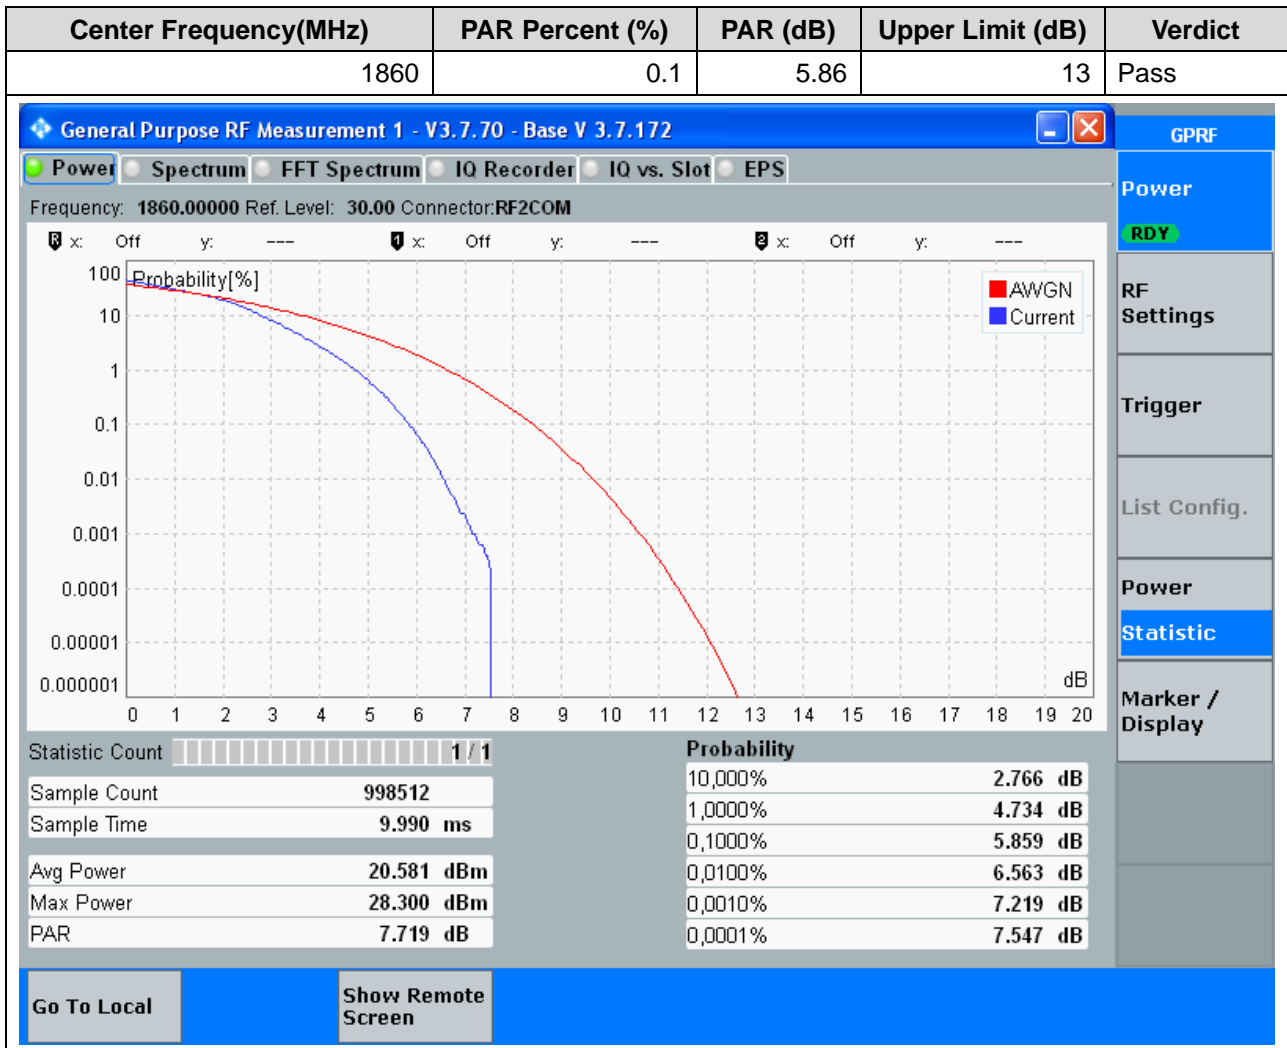 Center Frequency(MHz) PAR Percent (%) PAR (dB) Upper Limit (dB) Verdict
1860 0.1 5.86 13 Pass
General Purpose RF Measurement 1 - V3.7.70 - Base V 3.7.172
GPRF
Power Spectrum FFT Spectrum IQ Recorder IQ vs. Slot EPS
Power
RDY
Frequency: 1860.00000 Ref. Level: 30.00 Connector:RF2COM
R x: Off y: --- 1 x: Off y: --- 2 x: Off y: ---
Probability[%]
AWGN
Current
100
10
1
0.1
0.01
0.001
0.0001
0.00001
0.000001
dB
0 1 2 3 4 5 6 7 8 9 10 11 12 13 14 15 16 17 18 19 20
RF
Settings
Trigger
List Config.
Power
Statistic
Marker /
Display
Statistic Count 1 / 1
Sample Count 998512
Sample Time 9.990 ms
Avg Power 20.581 dBm
Max Power 28.300 dBm
PAR 7.719 dB
Probability
10,000% 2.766 dB
1,0000% 4.734 dB
0,1000% 5.859 dB
0,0100% 6.563 dB
0,0010% 7.219 dB
0,0001% 7.547 dB
Go To Local
Show Remote
Screen